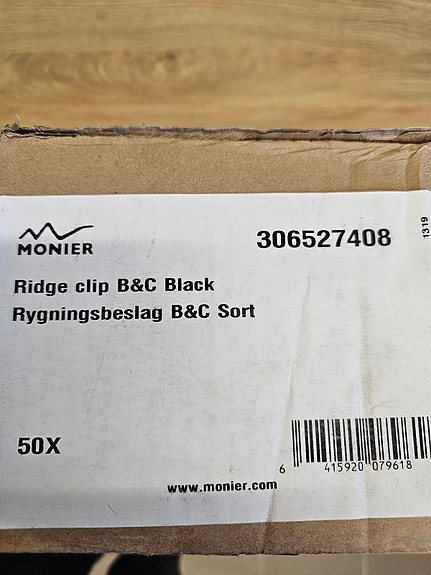 MONIER
306527408
1319
Ridge clip B&C Black
Rygningsbeslag B&C Sort
50X
6 415920 079618
www.monier.com